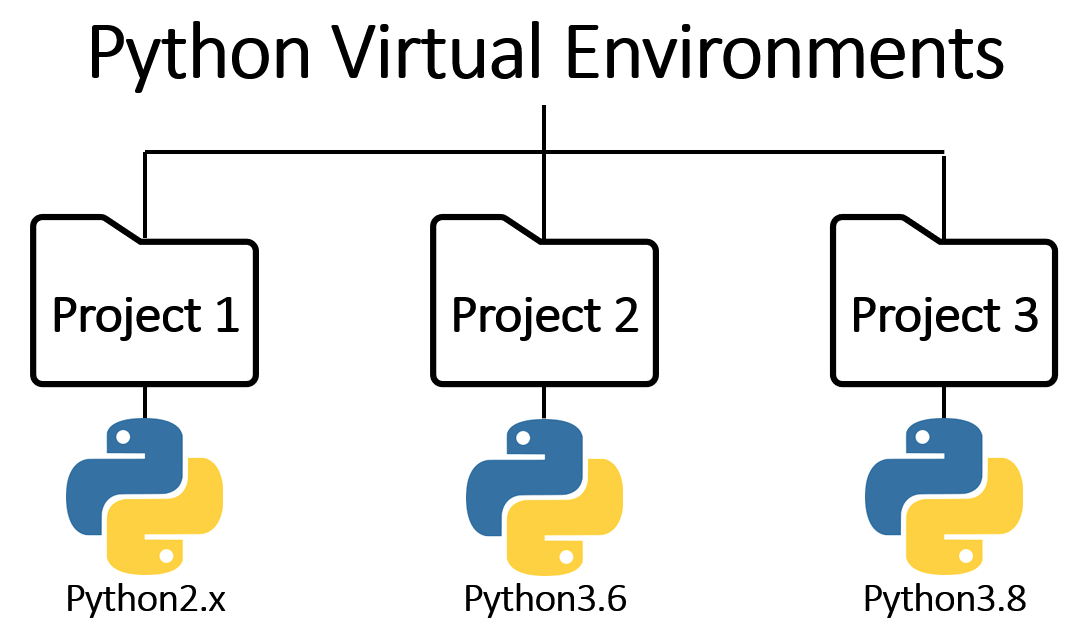 Python Virtual Environments
Project 1
Project 2
Project 3
Python2.x
Python3.6
Python3.8